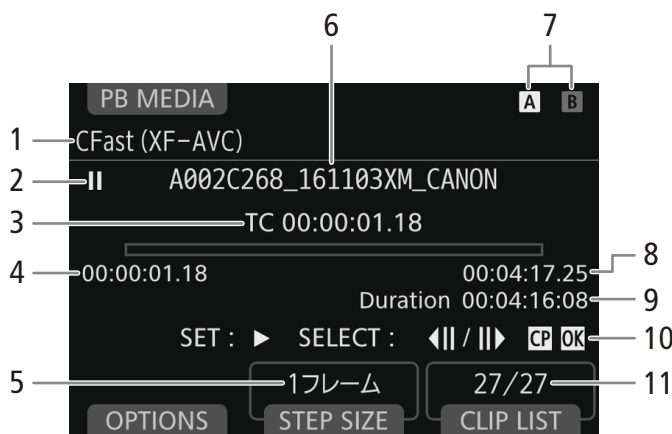 6
7
PB MEDIA
A B
1
CFast (XF-AVC)
2
A002C268_161103XM_CANON
3
TC 00:00:01.18
4
00:00:01.18
00:04:17.25
8
Duration 00:04:16:08
9
SET : ▶ SELECT : ◀II / II▶ CP OK
10
5
1フレーム
27/27
11
OPTIONS
STEP SIZE
CLIP LIST